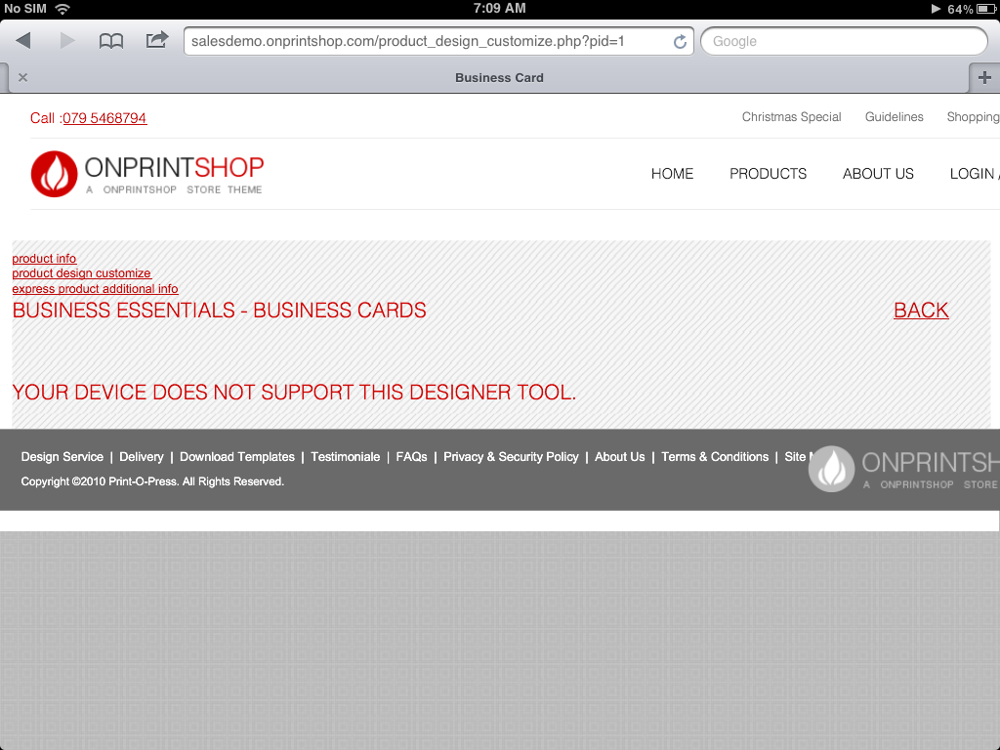 No SIM 7:09 AM 64%
salesdemo.onprintshop.com/product_design_customize.php?pid=1 Google
Business Card
Call :079 5468794 Christmas Special Guidelines Shopping
ONPRINTSHOP
A ONPRINTSHOP STORE THEME
HOME PRODUCTS ABOUT US LOGIN /
product info
product design customize
express product additional info
BUSINESS ESSENTIALS - BUSINESS CARDS BACK
YOUR DEVICE DOES NOT SUPPORT THIS DESIGNER TOOL.
Design Service | Delivery | Download Templates | Testimoniale | FAQs | Privacy & Security Policy | About Us | Terms & Conditions | Site
ONPRINTSH
A ONPRINTSHOP STORE
Copyright ©2010 Print-O-Press. All Rights Reserved.